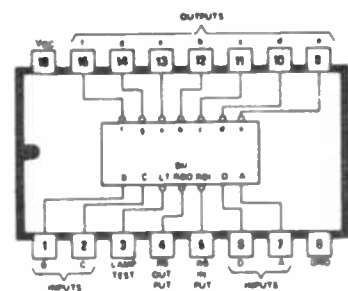 OUTPUTS
Vcc f g a b c d e
16 15 14 13 12 11 10 9
f g a b c d e
BI/
B C LT RBO RBI D A
1 2 3 4 5 6 7 8
B C LAMP TEST RB OUT PUT RB IN PUT D A GND
INPUTS INPUTS